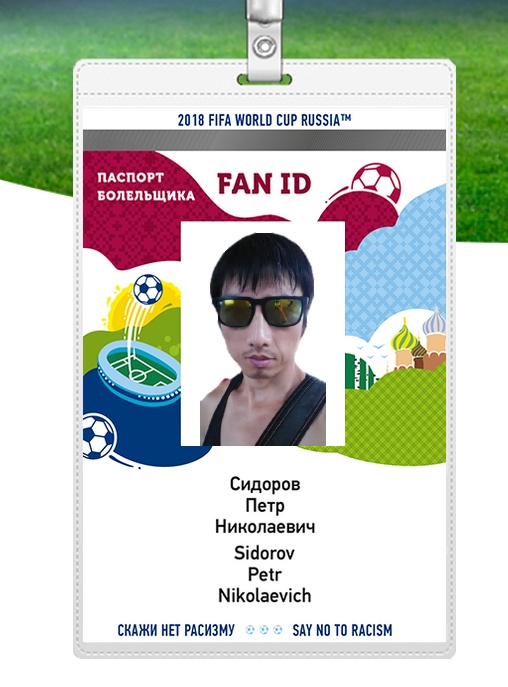 2018 FIFA WORLD CUP RUSSIA™
ПАСПОРТ
БОЛЕЛЬЩИКА
FAN ID
Сидоров
Петр
Николаевич
Sidorov
Petr
Nikolaevich
СКАЖИ НЕТ РАСИЗМУ SAY NO TO RACISM